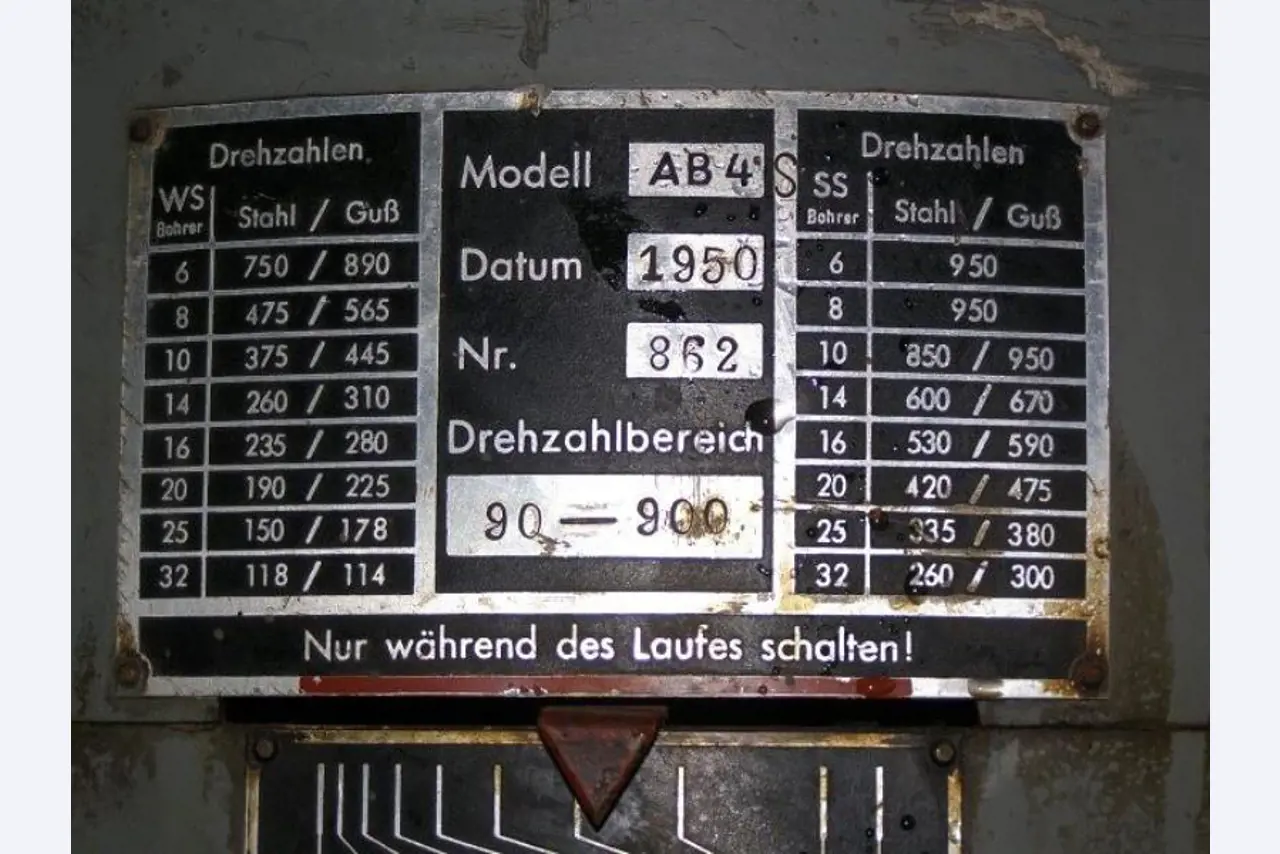 Drehzahlen
WS Bohrer Stahl / Guß
6 750 / 890
8 475 / 565
10 375 / 445
14 260 / 310
16 235 / 280
20 190 / 225
25 150 / 178
32 118 / 114
Modell AB4 S
Datum 1950
Nr. 862
Drehzahlbereich
90 — 900
Drehzahlen
SS Bohrer Stahl / Guß
6 950
8 950
10 850 / 950
14 600 / 670
16 530 / 590
20 420 / 475
25 335 / 380
32 260 / 300
Nur während des Laufes schalten!